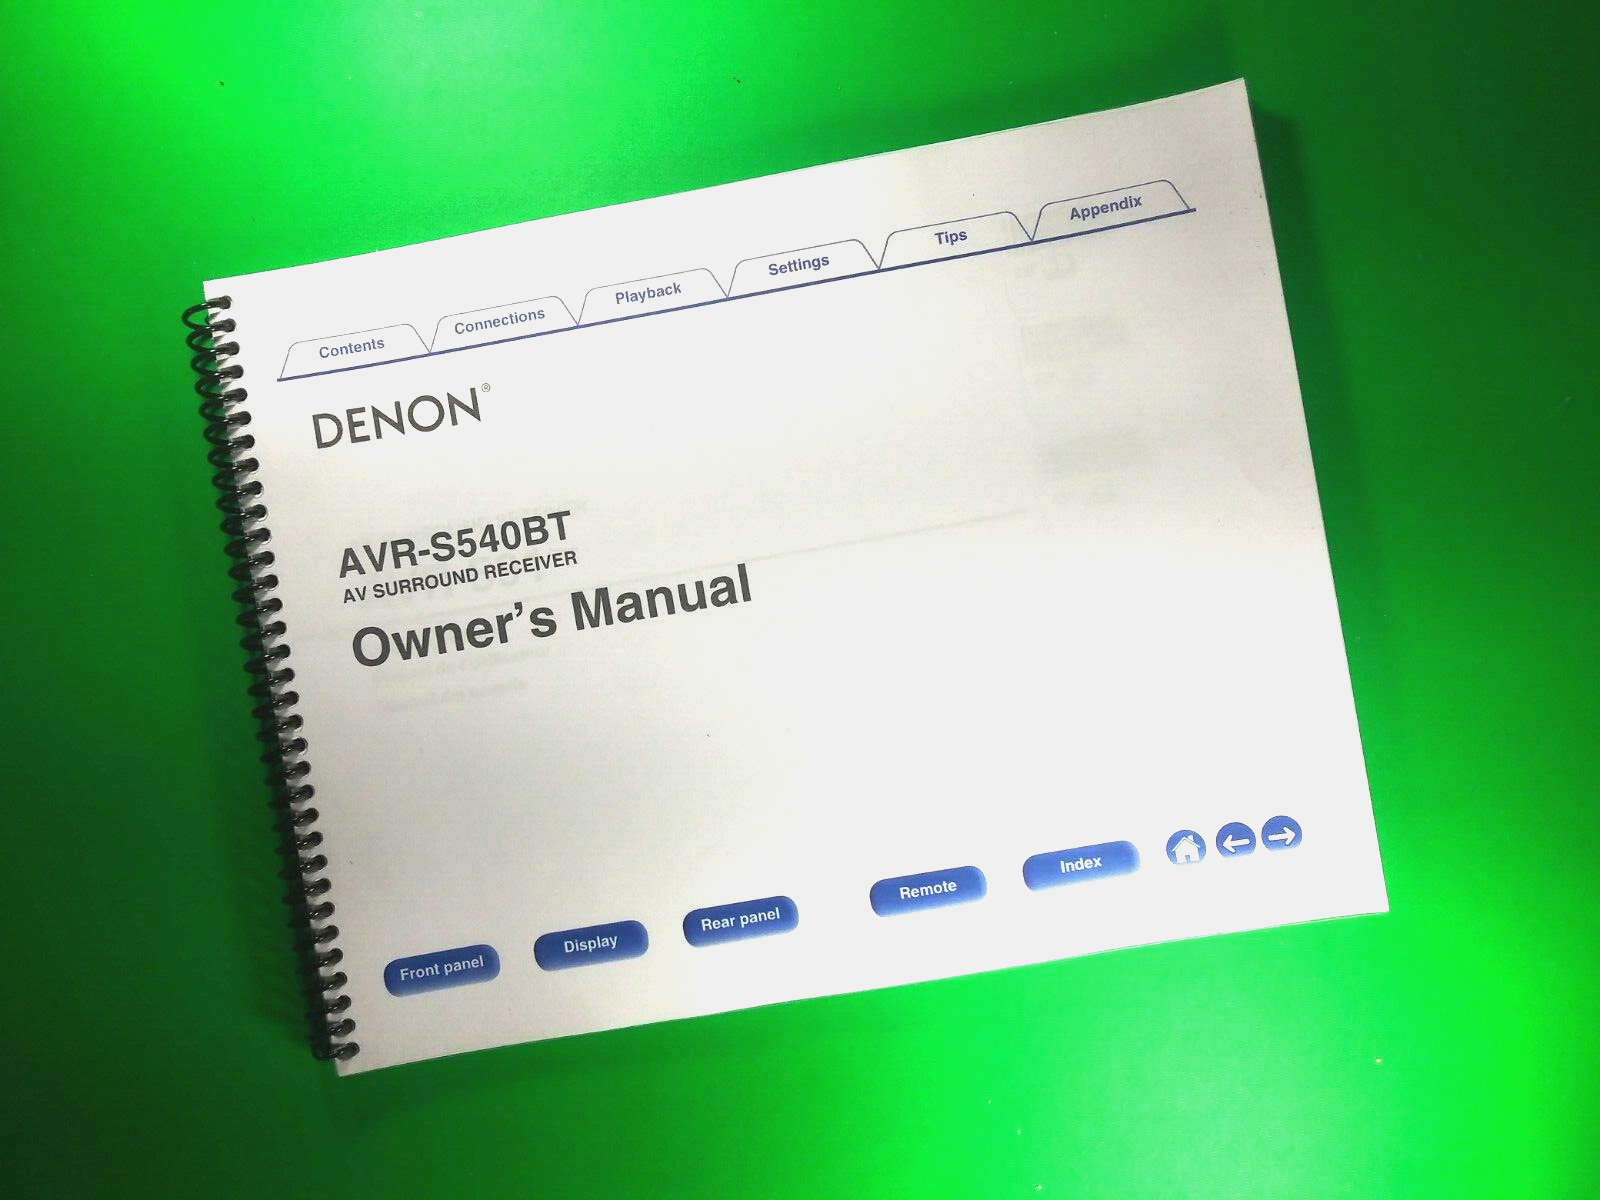 Contents Connections Playback Settings Tips Appendix
DENON®
AVR-S540BT
AV SURROUND RECEIVER
Owner’s Manual
Front panel Display Rear panel Remote Index